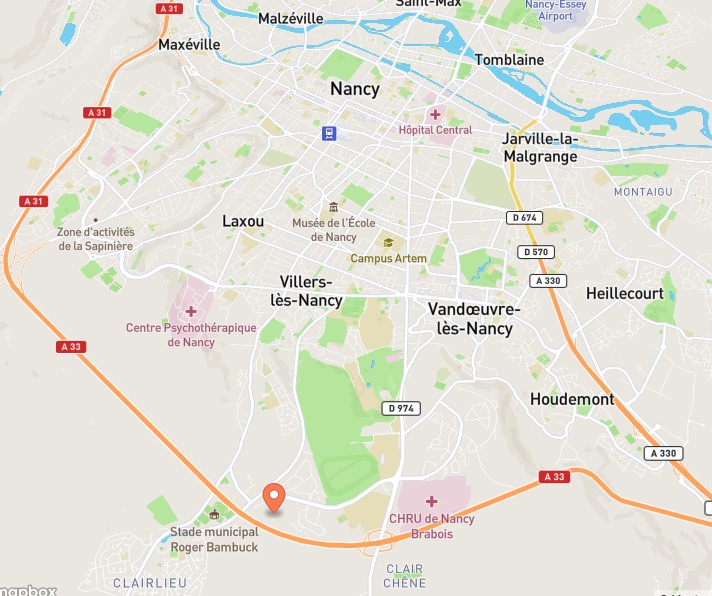 A 31
Malzéville
Saint-Max
Nancy-Essey
Airport
Maxéville
Tomblaine
Nancy
A 31
Hôpital Central
Jarville-la-
Malgrange
MONTAIGU
A 31
Musée de l'École
de Nancy
D 674
Zone d'activités
de la Sapinière
Laxou
Campus Artem
D 570
A 330
Villers-
lès-Nancy
Heillecourt
Vandœuvre-
lès-Nancy
Centre Psychothérapique
de Nancy
A 33
Houdemont
D 974
A 330
A 33
CHRU de Nancy
Brabois
Stade municipal
Roger Bambuck
CLAIRLIEU
CLAIR
CHÊNE
mapbox